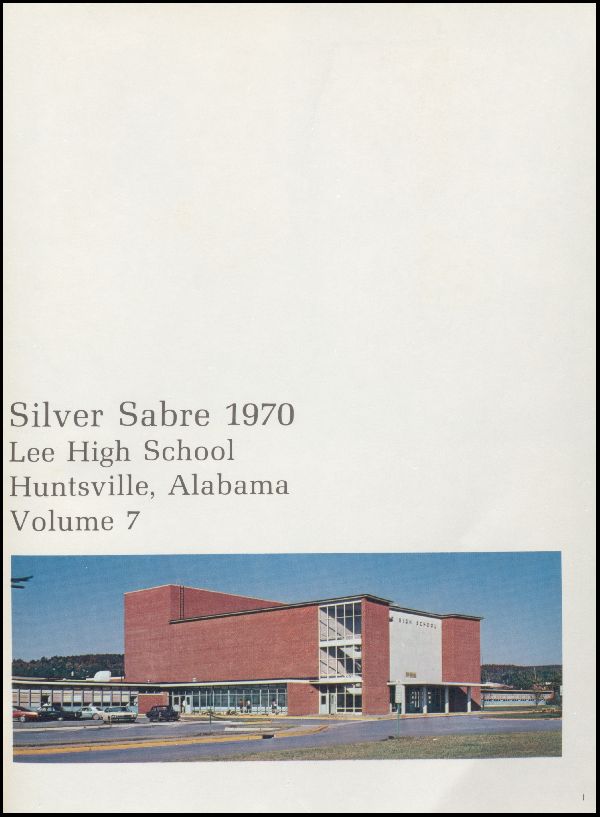 Silver Sabre 1970
Lee High School
Huntsville, Alabama
Volume 7
HIGH SCHOOL
1